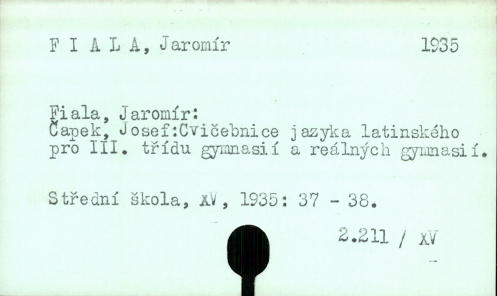 F I A L A, Jaromír 1935
Fiala, Jaromír:
Čapek, Josef:Cvičebnice jazyka latinského
pro III. třídu gymnasií a reálných gymnasií.
Střední škola, XV, 1935: 37 - 38.
2.211 / XV